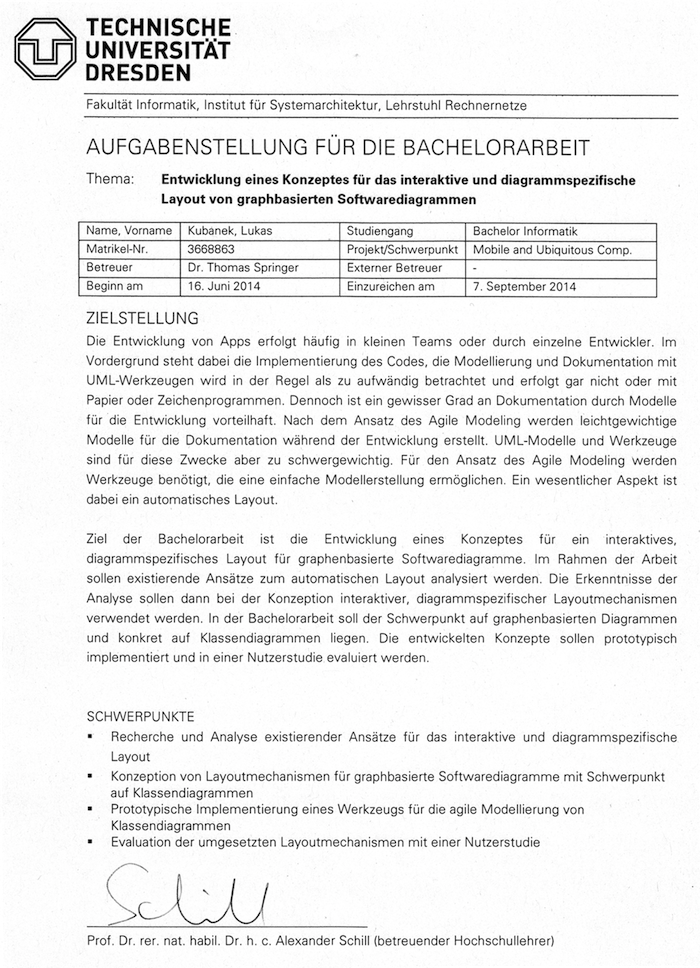 TECHNISCHE
UNIVERSITÄT
DRESDEN
Fakultät Informatik, Institut für Systemarchitektur, Lehrstuhl Rechnernetze
AUFGABENSTELLUNG FÜR DIE BACHELORARBEIT
Thema: Entwicklung eines Konzeptes für das interaktive und diagrammspezifische
Layout von graphbasierten Softwarediagrammen
Name, Vorname Kubanek, Lukas Studiengang Bachelor Informatik
Matrikel-Nr. 3668863 Projekt/Schwerpunkt Mobile and Ubiquitous Comp.
Betreuer Dr. Thomas Springer Externer Betreuer -
Beginn am 16. Juni 2014 Einzureichen am 7. September 2014
ZIELSTELLUNG
Die Entwicklung von Apps erfolgt häufig in kleinen Teams oder durch einzelne Entwickler. Im
Vordergrund steht dabei die Implementierung des Codes, die Modellierung und Dokumentation mit
UML-Werkzeugen wird in der Regel als zu aufwändig betrachtet und erfolgt gar nicht oder mit
Papier oder Zeichenprogrammen. Dennoch ist ein gewisser Grad an Dokumentation durch Modelle
für die Entwicklung vorteilhaft. Nach dem Ansatz des Agile Modeling werden leichtgewichtige
Modelle für die Dokumentation während der Entwicklung erstellt. UML-Modelle und Werkzeuge
sind für diese Zwecke aber zu schwergewichtig. Für den Ansatz des Agile Modeling werden
Werkzeuge benötigt, die eine einfache Modellerstellung ermöglichen. Ein wesentlicher Aspekt ist
dabei ein automatisches Layout.
Ziel der Bachelorarbeit ist die Entwicklung eines Konzeptes für ein interaktives,
diagrammspezifisches Layout für graphenbasierte Softwarediagramme. Im Rahmen der Arbeit
sollen existierende Ansätze zum automatischen Layout analysiert werden. Die Erkenntnisse der
Analyse sollen dann bei der Konzeption interaktiver, diagrammspezifischer Layoutmechanismen
verwendet werden. In der Bachelorarbeit soll der Schwerpunkt auf graphenbasierten Diagrammen
und konkret auf Klassendiagrammen liegen. Die entwickelten Konzepte sollen prototypisch
implementiert und in einer Nutzerstudie evaluiert werden.
SCHWERPUNKTE
▪ Recherche und Analyse existierender Ansätze für das interaktive und diagrammspezifische
Layout
▪ Konzeption von Layoutmechanismen für graphbasierte Softwarediagramme mit Schwerpunkt
auf Klassendiagrammen
▪ Prototypische Implementierung eines Werkzeugs für die agile Modellierung von
Klassendiagrammen
▪ Evaluation der umgesetzten Layoutmechanismen mit einer Nutzerstudie
Schill
Prof. Dr. rer. nat. habil. Dr. h. c. Alexander Schill (betreuender Hochschullehrer)